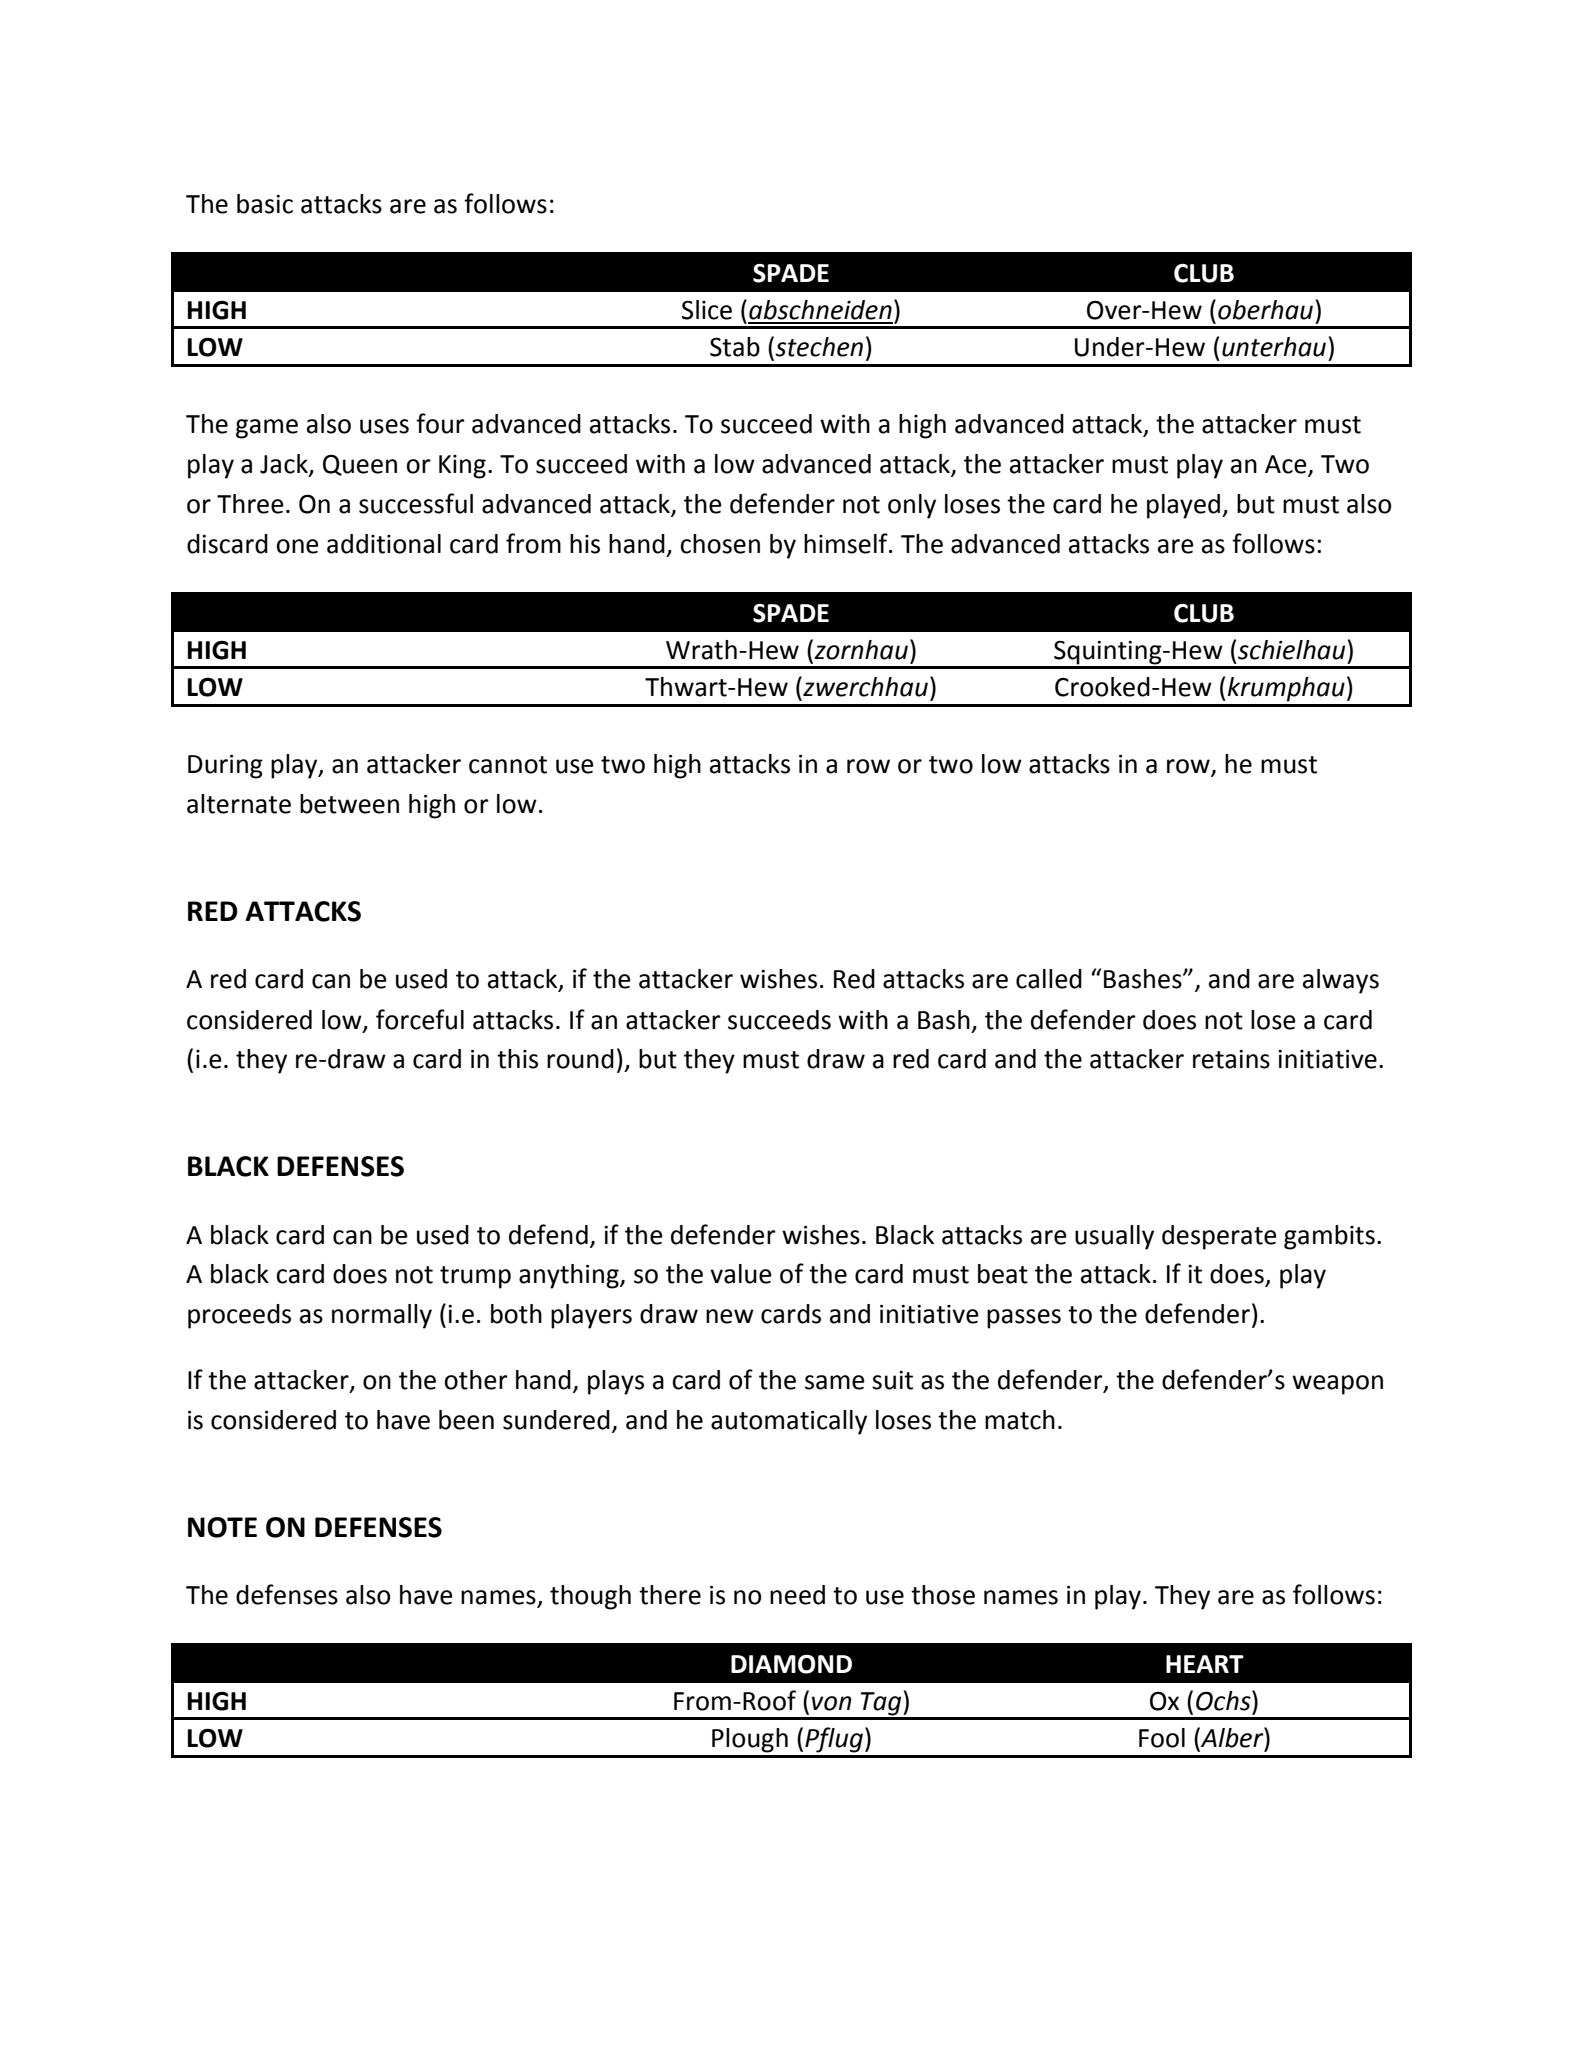 The basic attacks are as follows:
SPADE CLUB
HIGH Slice (abschneiden) Over-Hew (oberhau)
LOW Stab (stechen) Under-Hew (unterhau)
The game also uses four advanced attacks. To succeed with a high advanced attack, the attacker must
play a Jack, Queen or King. To succeed with a low advanced attack, the attacker must play an Ace, Two
or Three. On a successful advanced attack, the defender not only loses the card he played, but must also
discard one additional card from his hand, chosen by himself. The advanced attacks are as follows:
SPADE CLUB
HIGH Wrath-Hew (zornhau) Squinting-Hew (schielhau)
LOW Thwart-Hew (zwerchhau) Crooked-Hew (krumphau)
During play, an attacker cannot use two high attacks in a row or two low attacks in a row, he must
alternate between high or low.
RED ATTACKS
A red card can be used to attack, if the attacker wishes. Red attacks are called “Bashes”, and are always
considered low, forceful attacks. If an attacker succeeds with a Bash, the defender does not lose a card
(i.e. they re-draw a card in this round), but they must draw a red card and the attacker retains initiative.
BLACK DEFENSES
A black card can be used to defend, if the defender wishes. Black attacks are usually desperate gambits.
A black card does not trump anything, so the value of the card must beat the attack. If it does, play
proceeds as normally (i.e. both players draw new cards and initiative passes to the defender).
If the attacker, on the other hand, plays a card of the same suit as the defender, the defender’s weapon
is considered to have been sundered, and he automatically loses the match.
NOTE ON DEFENSES
The defenses also have names, though there is no need to use those names in play. They are as follows:
DIAMOND HEART
HIGH From-Roof (von Tag) Ox (Ochs)
LOW Plough (Pflug) Fool (Alber)